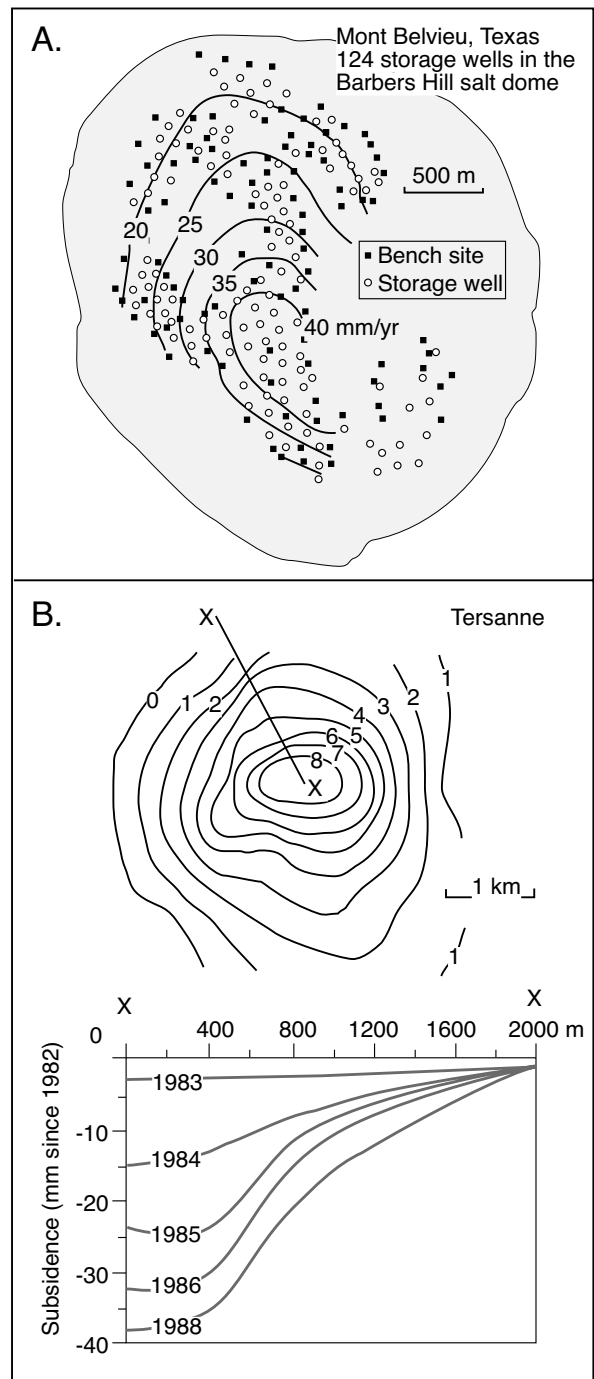 A.
Mont Belvieu, Texas
124 storage wells in the
Barbers Hill salt dome
500 m
20
25
30
35
40 mm/yr
Bench site
Storage well
B.
X
Tersanne
0
1
2
3
2
1
4
5
6
7
8
X
1 km
1
X
X
0
400
800
1200
1600
2000 m
Subsidence (mm since 1982)
-10
-20
-30
-40
1983
1984
1985
1986
1988